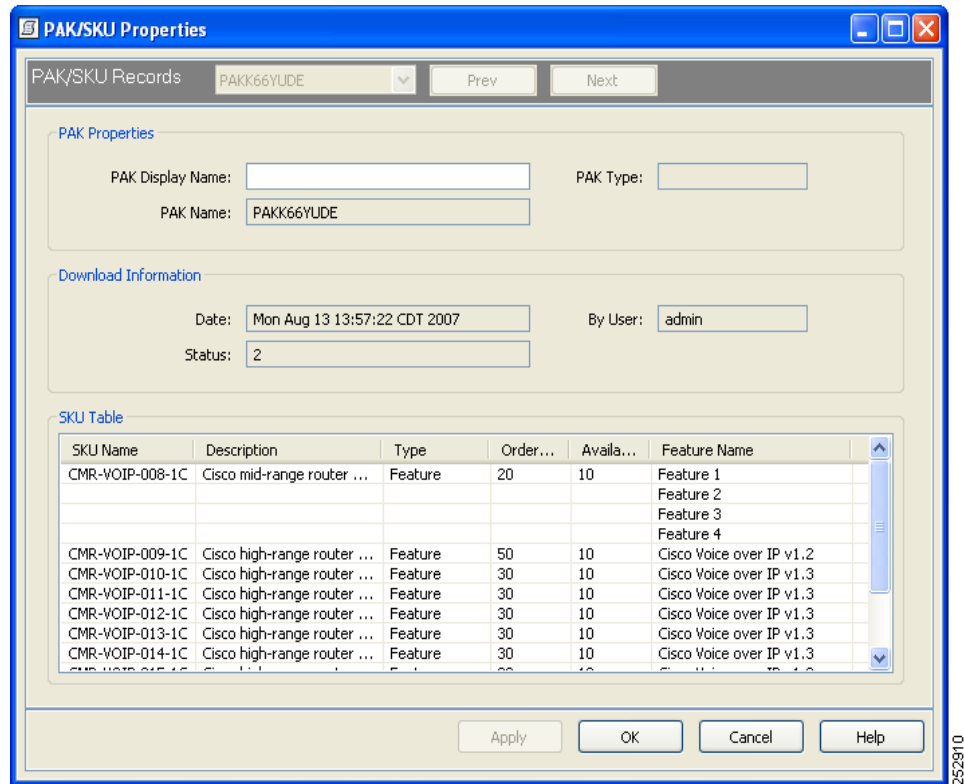 PAK/SKU Properties
PAK/SKU Records PAKK66YUDE Prev Next
PAK Properties
PAK Display Name: PAK Type:
PAK Name: PAKK66YUDE
Download Information
Date: Mon Aug 13 13:57:22 CDT 2007 By User: admin
Status: 2
SKU Table
SKU Name Description Type Order... Availa... Feature Name
CMR-VOIP-008-1C Cisco mid-range router ... Feature 20 10 Feature 1
Feature 2
Feature 3
Feature 4
CMR-VOIP-009-1C Cisco high-range router ... Feature 50 10 Cisco Voice over IP v1.2
CMR-VOIP-010-1C Cisco high-range router ... Feature 30 10 Cisco Voice over IP v1.3
CMR-VOIP-011-1C Cisco high-range router ... Feature 30 10 Cisco Voice over IP v1.3
CMR-VOIP-012-1C Cisco high-range router ... Feature 30 10 Cisco Voice over IP v1.3
CMR-VOIP-013-1C Cisco high-range router ... Feature 30 10 Cisco Voice over IP v1.3
CMR-VOIP-014-1C Cisco high-range router ... Feature 30 10 Cisco Voice over IP v1.3
Apply OK Cancel Help
252910